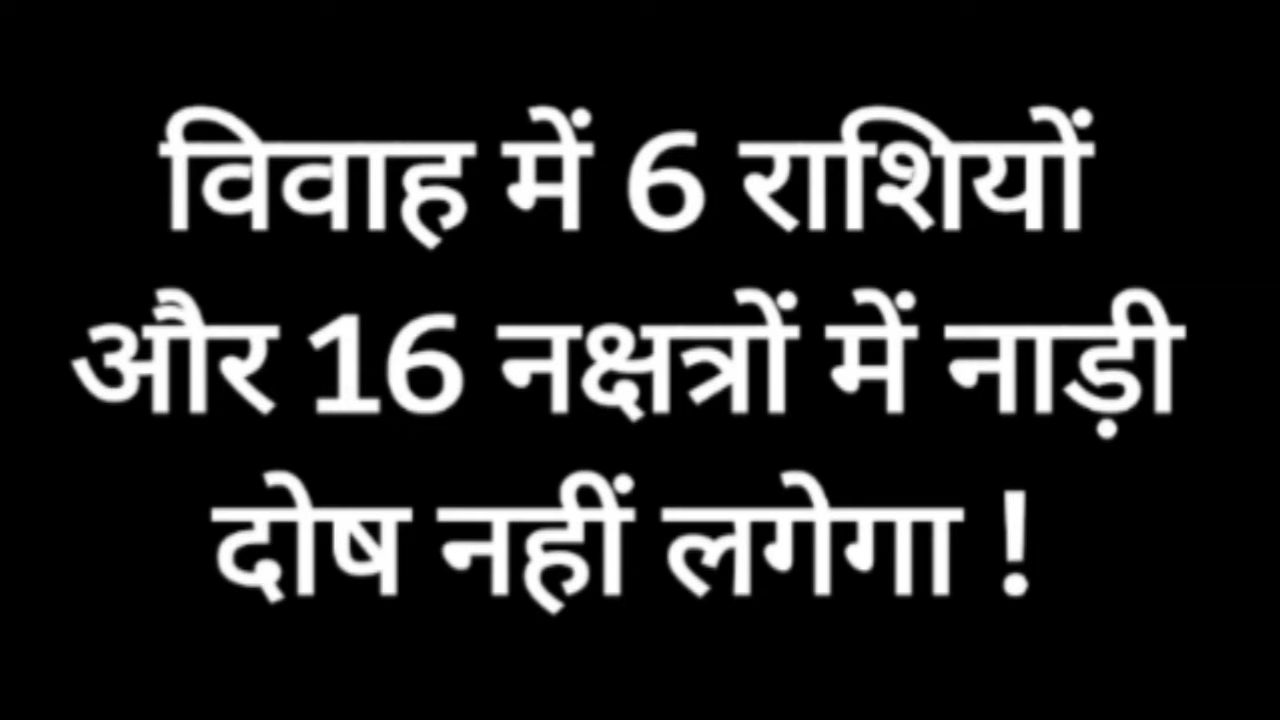 विवाह में 6 राशियों
और 16 नक्षत्रों में नाड़ी
दोष नहीं लगेगा !